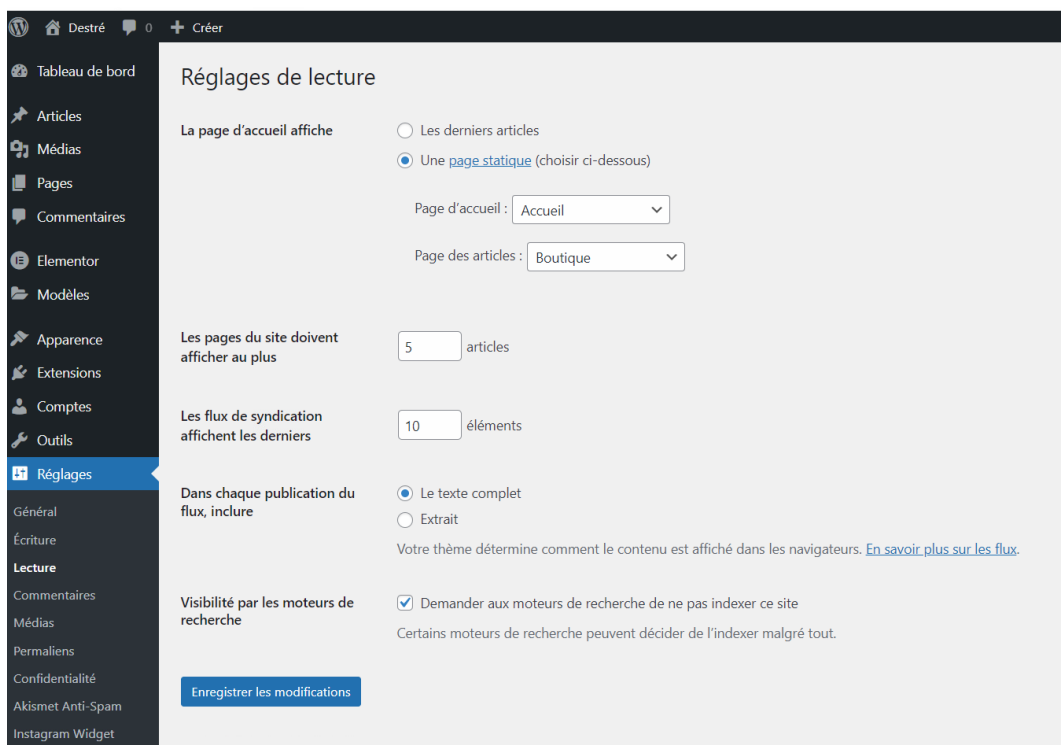 Destré 0 Créer
Tableau de bord
Articles
Médias
Pages
Commentaires
Elementor
Modèles
Apparence
Extensions
Comptes
Outils
Réglages
Général
Écriture
Lecture
Commentaires
Médias
Permaliens
Confidentialité
Akismet Anti-Spam
Instagram Widget
Réglages de lecture
La page d’accueil affiche
Les derniers articles
Une page statique (choisir ci-dessous)
Page d’accueil : Accueil
Page des articles : Boutique
Les pages du site doivent
afficher au plus
5 articles
Les flux de syndication
affichent les derniers
10 éléments
Dans chaque publication du
flux, inclure
Le texte complet
Extrait
Votre thème détermine comment le contenu est affiché dans les navigateurs. En savoir plus sur les flux.
Visibilité par les moteurs de
recherche
Demander aux moteurs de recherche de ne pas indexer ce site
Certains moteurs de recherche peuvent décider de l’indexer malgré tout.
Enregistrer les modifications